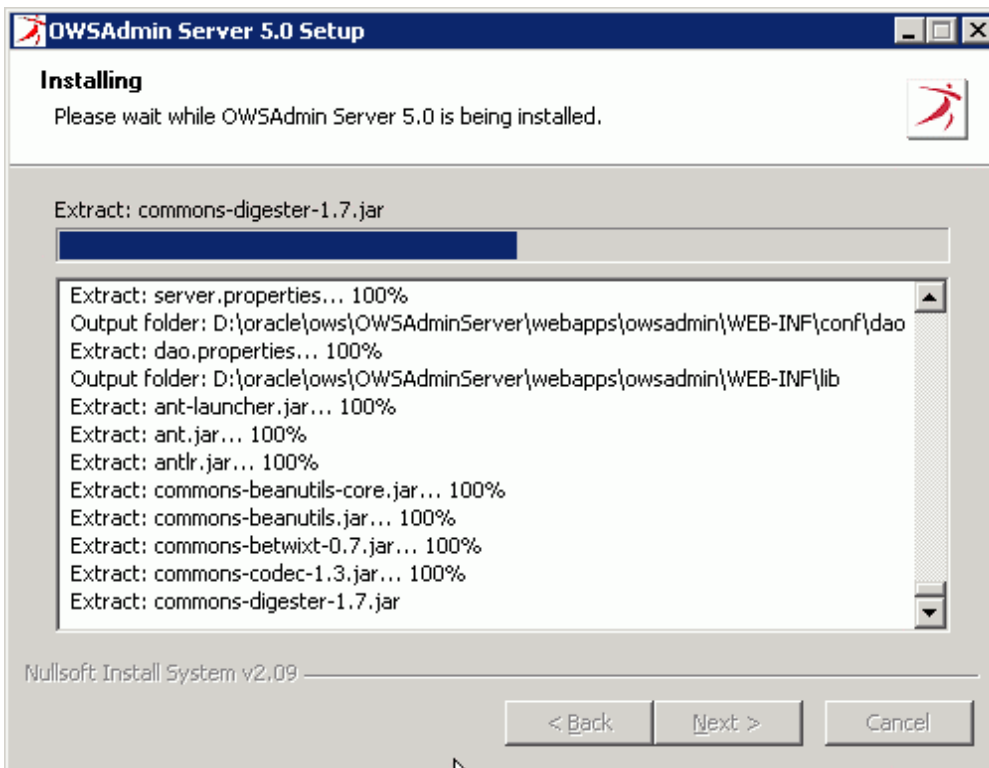 OWSAdmin Server 5.0 Setup
Installing
Please wait while OWSAdmin Server 5.0 is being installed.
Extract: commons-digester-1.7.jar
Extract: server.properties... 100%
Output folder: D:\oracle\ows\OWSAdminServer\webapps\owsadmin\WEB-INF\conf\dao
Extract: dao.properties... 100%
Output folder: D:\oracle\ows\OWSAdminServer\webapps\owsadmin\WEB-INF\lib
Extract: ant-launcher.jar... 100%
Extract: ant.jar... 100%
Extract: antlr.jar... 100%
Extract: commons-beanutils-core.jar... 100%
Extract: commons-beanutils.jar... 100%
Extract: commons-betwixt-0.7.jar... 100%
Extract: commons-codec-1.3.jar... 100%
Extract: commons-digester-1.7.jar
Nullsoft Install System v2.09
< Back Next > Cancel